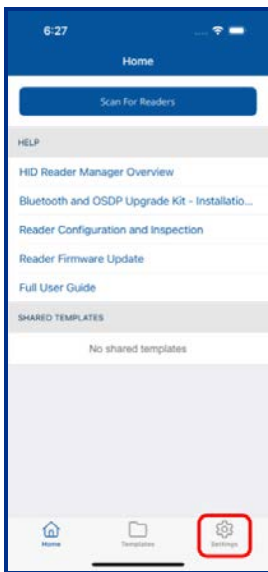 6:27
Home
Scan For Readers
HELP
HID Reader Manager Overview
Bluetooth and OSDP Upgrade Kit - Installatio...
Reader Configuration and Inspection
Reader Firmware Update
Full User Guide
SHARED TEMPLATES
No shared templates
Home Templates Settings